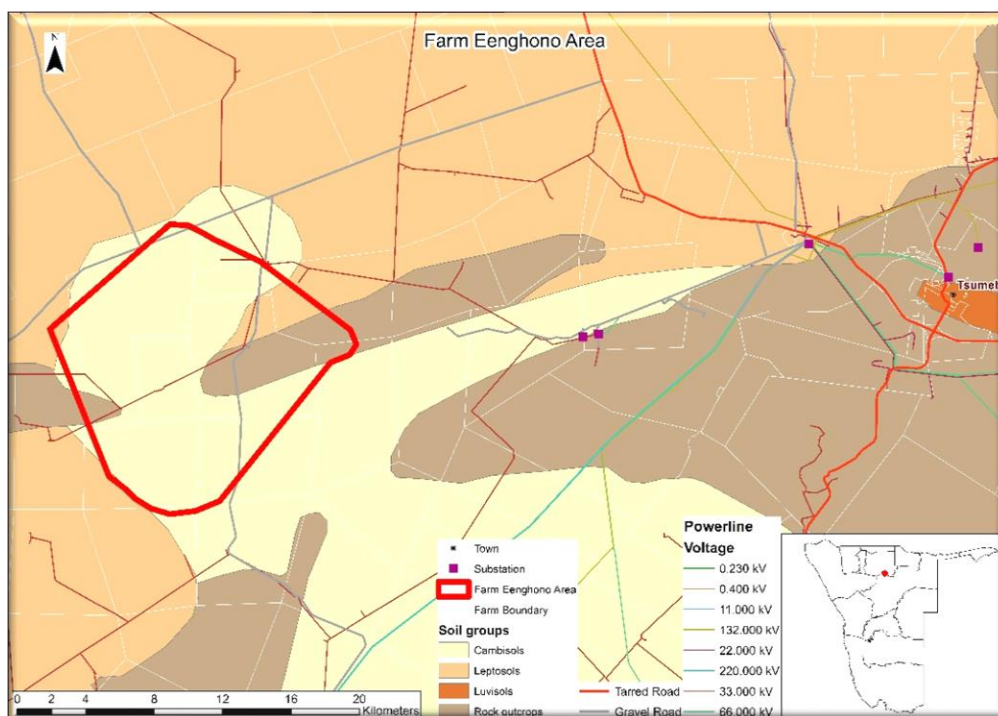 Farm Eenghono Area
N
Tsumeb
Town
Substation
Farm Eenghono Area
Farm Boundary
Soil groups
Cambisols
Leptosols
Luvisols
Rock outcrops
Tarred Road
Gravel Road
Powerline
Voltage
0.230 kV
0.400 kV
11.000 kV
132.000 kV
22.000 kV
220.000 kV
33.000 kV
66.000 kV
0 2 4 8 12 16 20
Kilometers